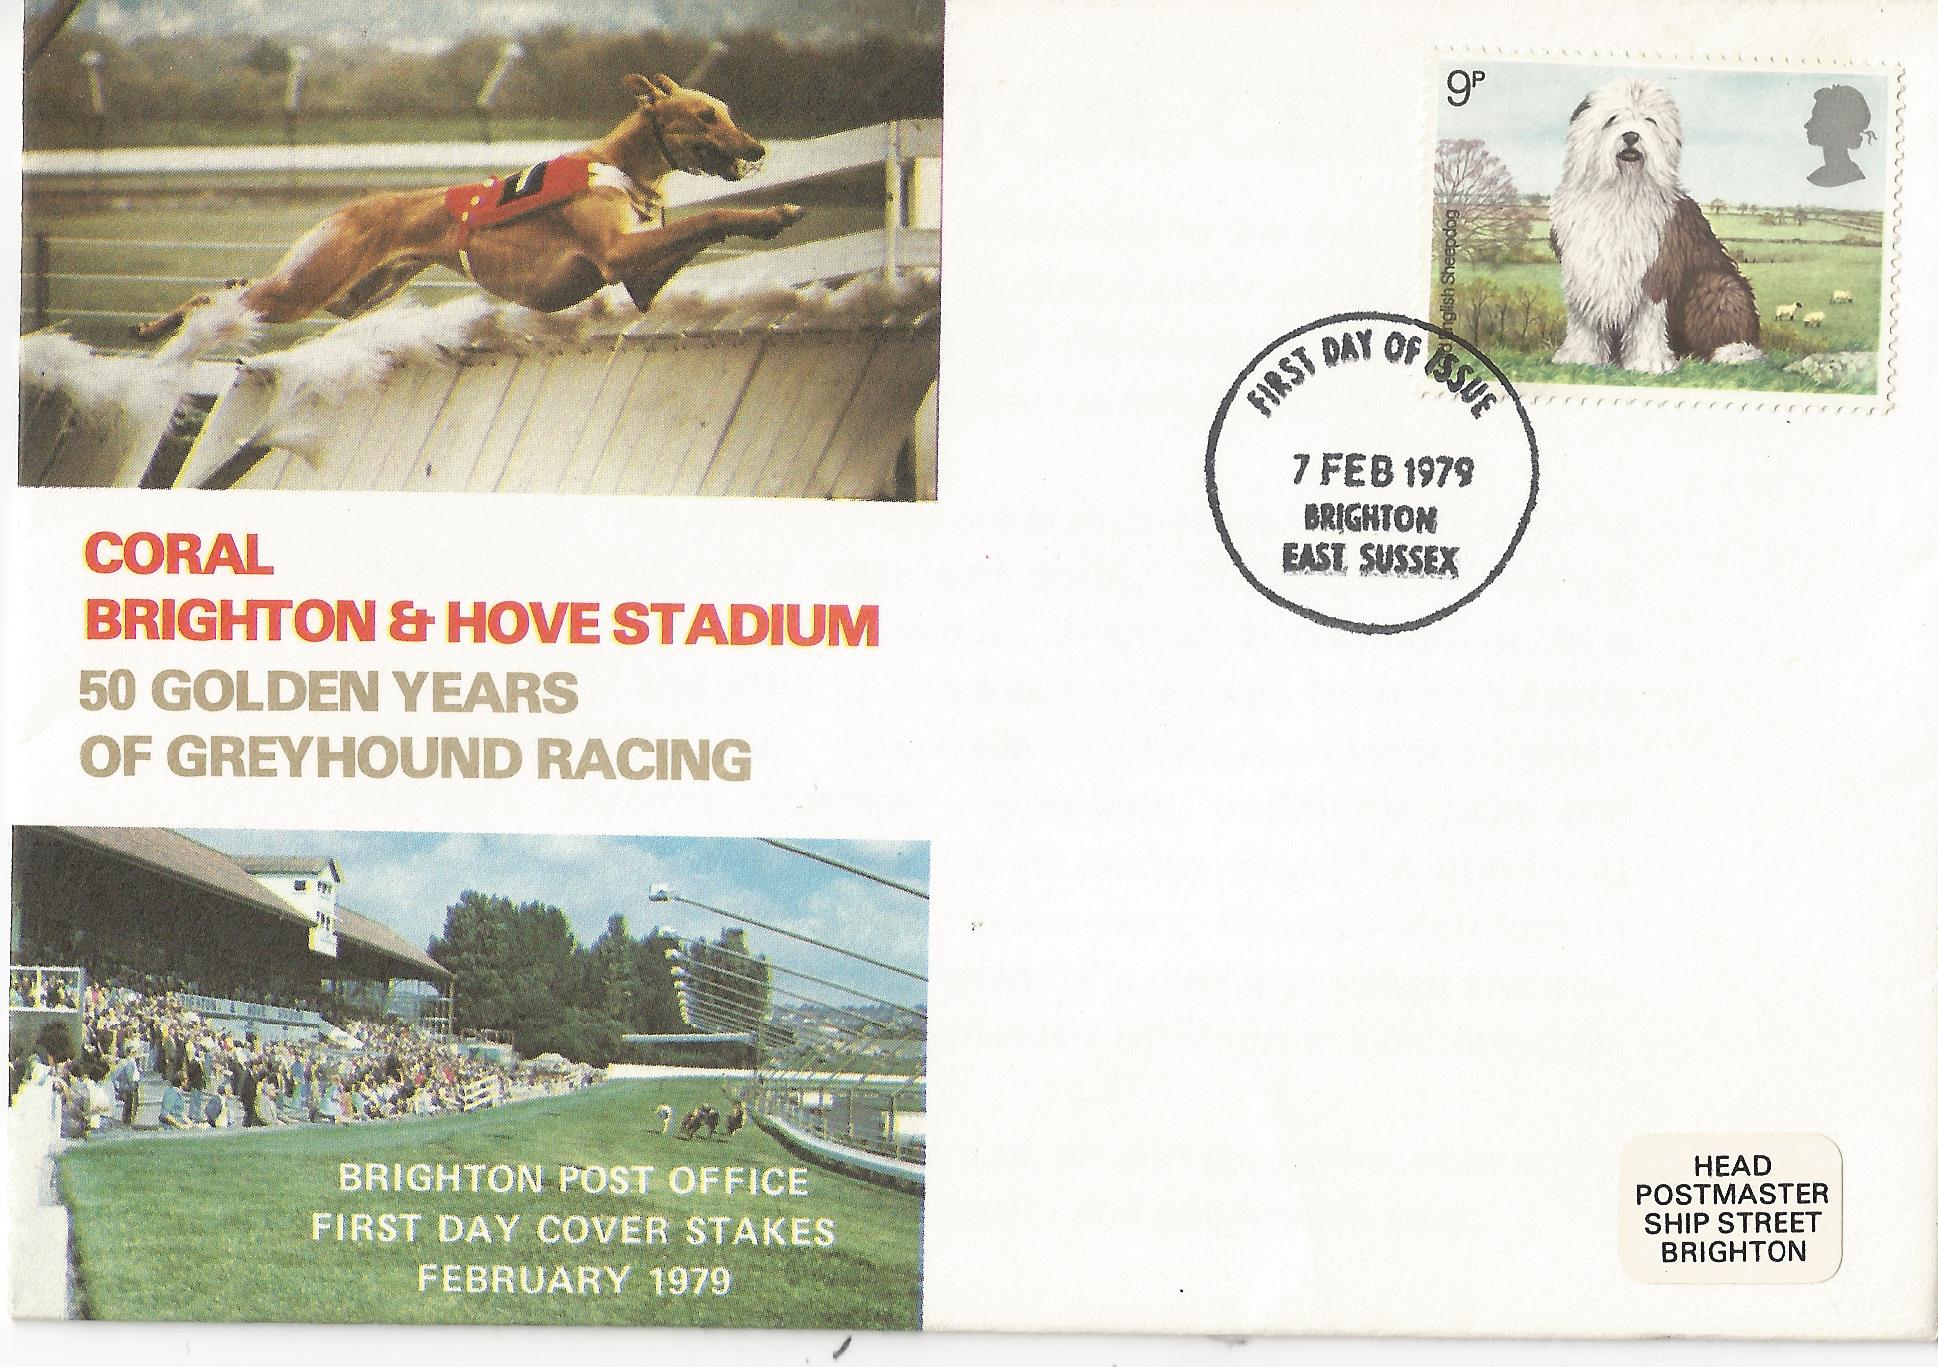 CORAL
BRIGHTON & HOVE STADIUM
50 GOLDEN YEARS
OF GREYHOUND RACING
BRIGHTON POST OFFICE
FIRST DAY COVER STAKES
FEBRUARY 1979
9P
English Sheepdog
FIRST DAY OF ISSUE
7 FEB 1979
BRIGHTON
EAST SUSSEX
HEAD
POSTMASTER
SHIP STREET
BRIGHTON